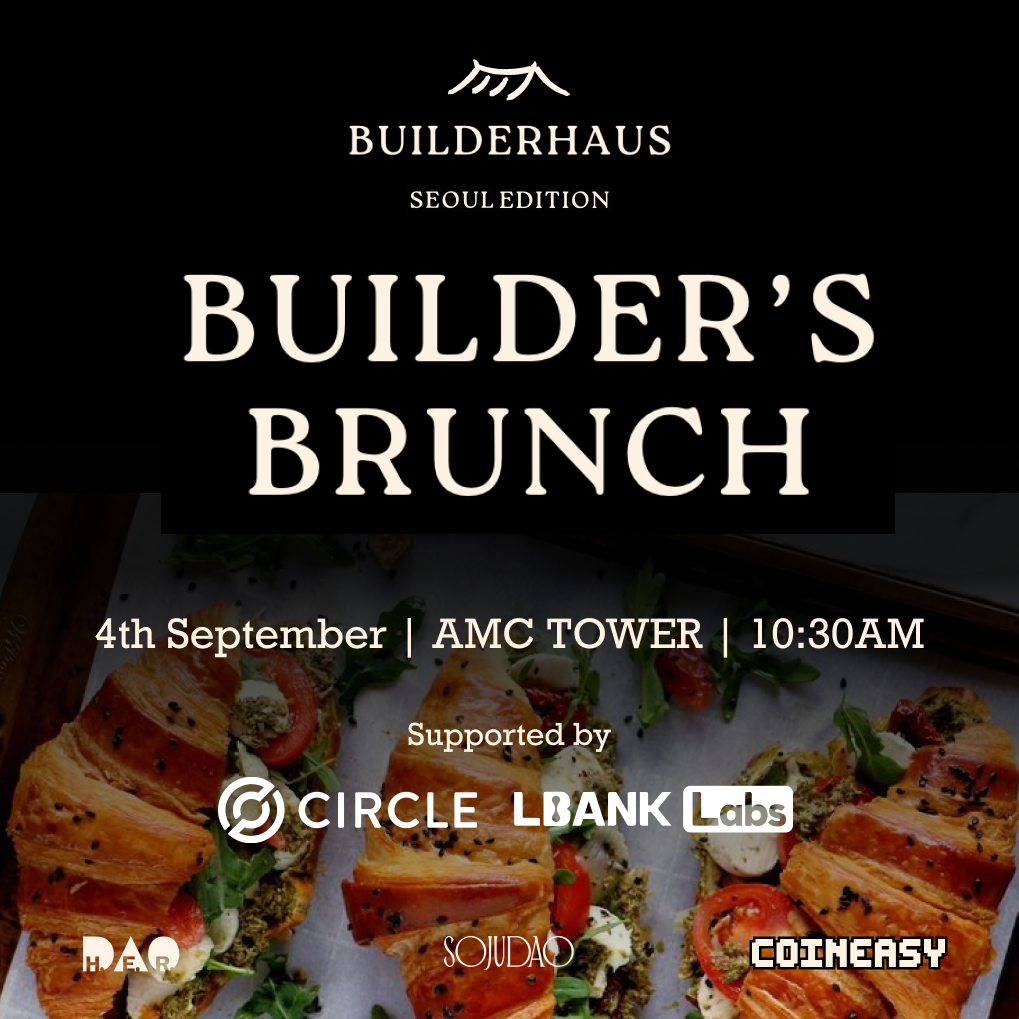 BUILDERHAUS
SEOUL EDITION
BUILDER'S
BRUNCH
4th September | AMC TOWER | 10:30AM
Supported by
CIRCLE LBANK Labs
H.E.R. DAO SOJUDAO COINEASY